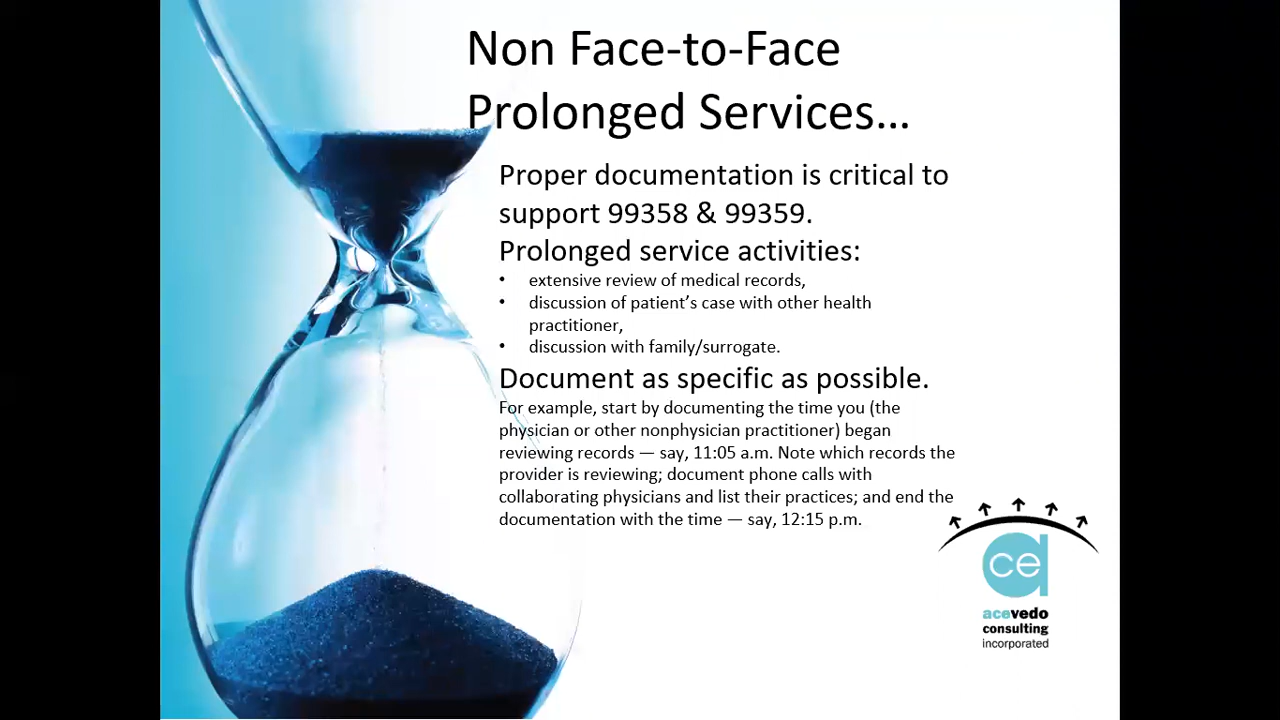 Non Face-to-Face
Prolonged Services...
Proper documentation is critical to
support 99358 & 99359.
Prolonged service activities:
• extensive review of medical records,
• discussion of patient's case with other health
practitioner,
• discussion with family/surrogate.
Document as specific as possible.
For example, start by documenting the time you (the
physician or other nonphysician practitioner) began
reviewing records — say, 11:05 a.m. Note which records the
provider is reviewing; document phone calls with
collaborating physicians and list their practices; and end the
documentation with the time — say, 12:15 p.m.
ace
acevedo
consulting
incorporated